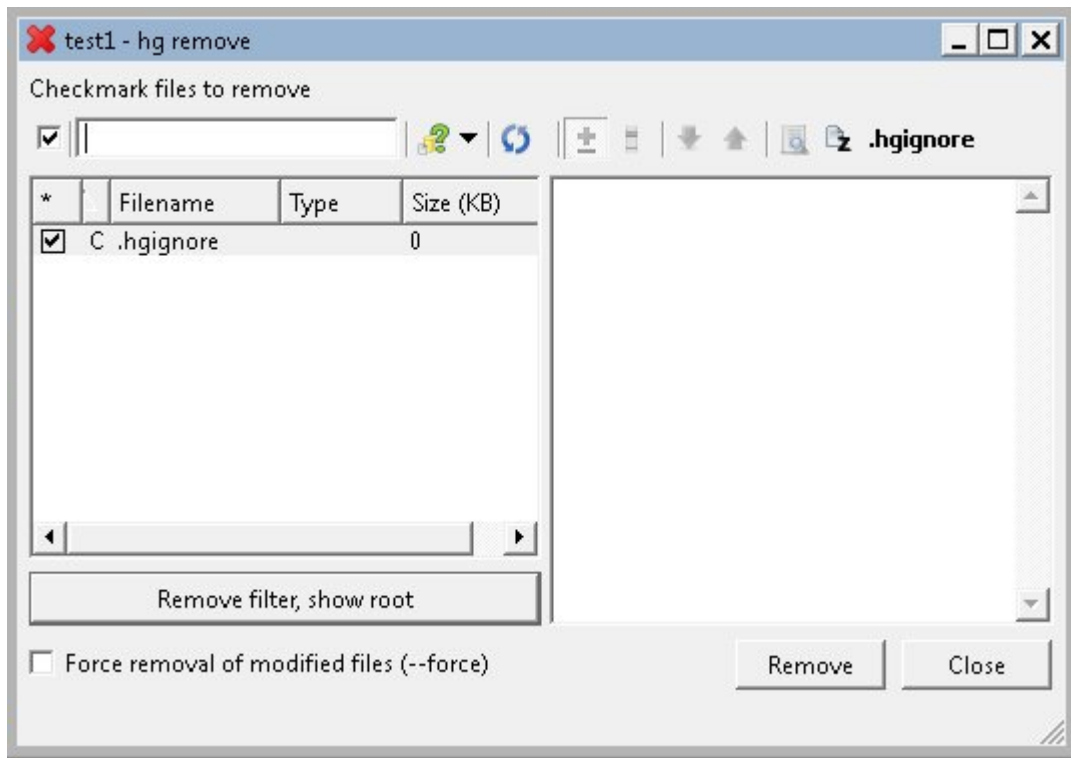 test1 - hg remove
Checkmark files to remove
.hgignore
* Filename Type Size (KB)
C .hgignore 0
Remove filter, show root
Force removal of modified files (--force)
Remove Close